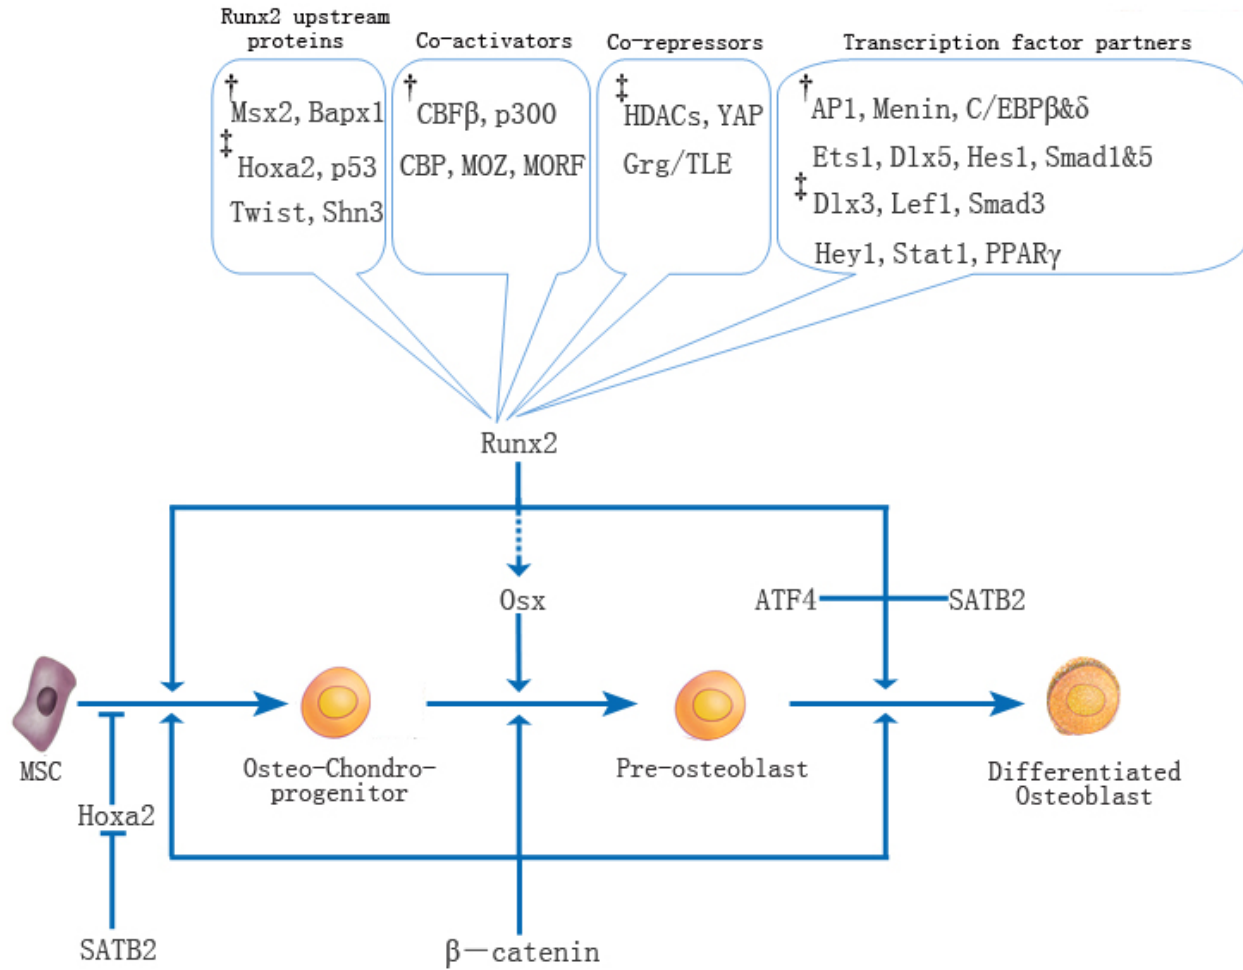 Runx2 upstream
proteins
Co-activators
Co-repressors
Transcription factor partners
†
Msx2, Bapx1
‡
Hoxa2, p53
Twist, Shn3
†
CBFβ, p300
CBP, MOZ, MORF
‡
HDACs, YAP
Grg/TLE
†
AP1, Menin, C/EBPβ&δ
Ets1, Dlx5, Hes1, Smad1&5
‡
Dlx3, Lef1, Smad3
Hey1, Stat1, PPARγ
Runx2
Osx
ATF4
SATB2
MSC
Osteo-Chondro-
progenitor
Pre-osteoblast
Differentiated
Osteoblast
Hoxa2
SATB2
β—catenin